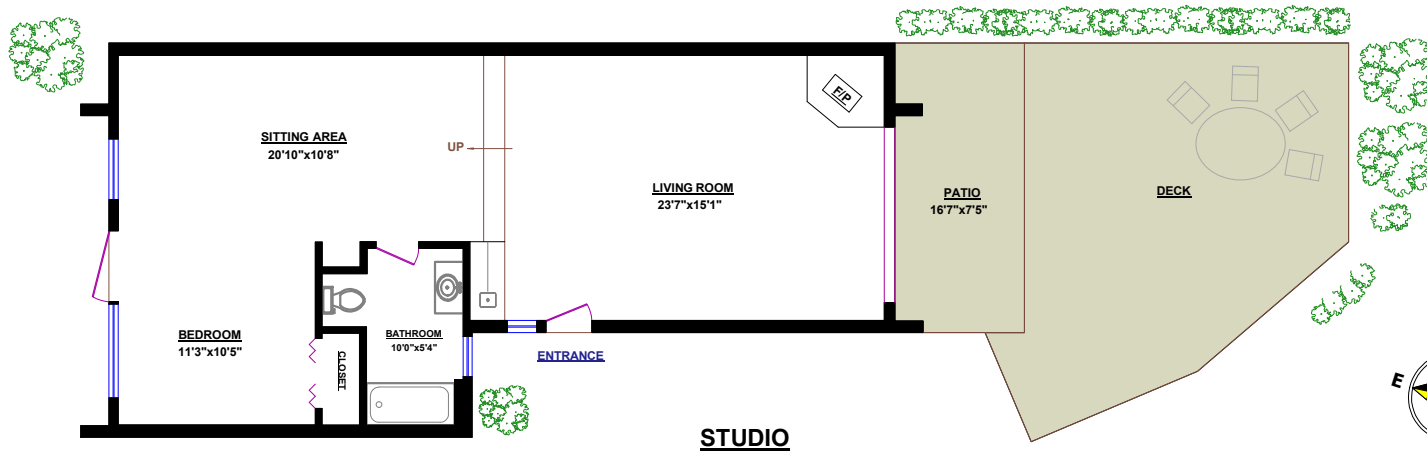 SITTING AREA
20'10"x10'8"
UP
F/P
LIVING ROOM
23'7"x15'1"
PATIO
16'7"x7'5"
DECK
BEDROOM
11'3"x10'5"
CLOSET
BATHROOM
10'0"x5'4"
ENTRANCE
E
STUDIO